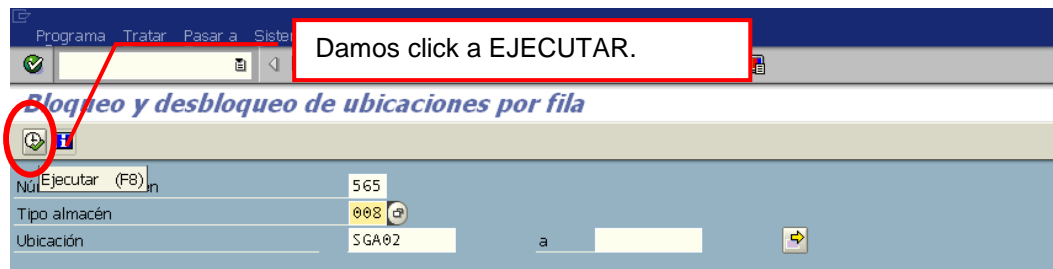 Programa Tratar Pasar a Siste
Damos click a EJECUTAR.
Bloqueo y desbloqueo de ubicaciones por fila
Ejecutar (F8)
565
Tipo almacén 008
Ubicación SGA02 a